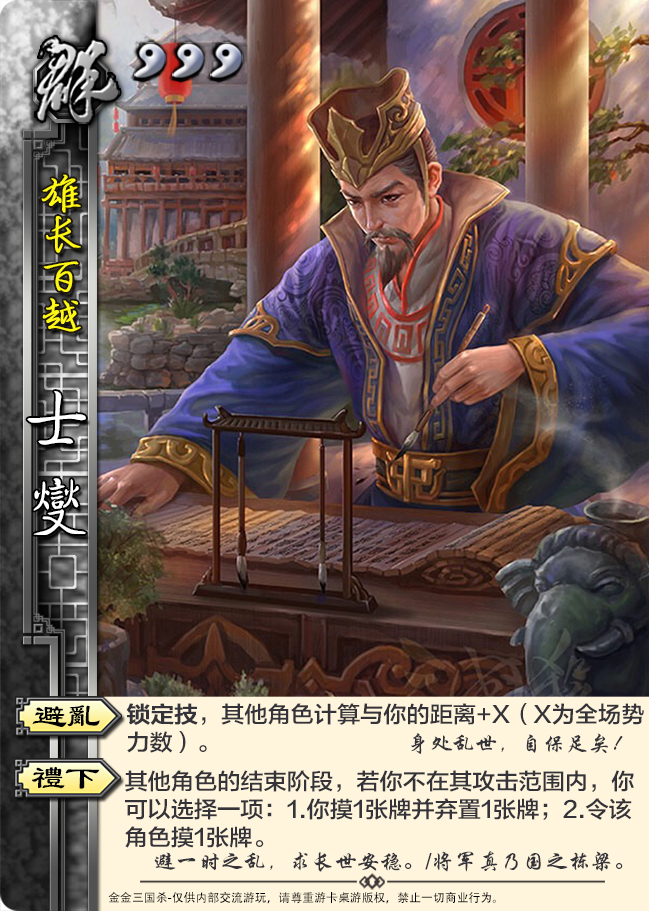 群
雄长百越
士燮
避亂
锁定技，其他角色计算与你的距离+X（X为全场势
力数）。
身处乱世，自保足矣！
禮下
其他角色的结束阶段，若你不在其攻击范围内，你
可以选择一项：1.你摸1张牌并弃置1张牌；2.令该
角色摸1张牌。
避一时之乱，求长世安稳。/将军真乃国之栋梁。
金金三国杀-仅供内部交流游玩，请尊重游卡桌游版权，禁止一切商业行为。